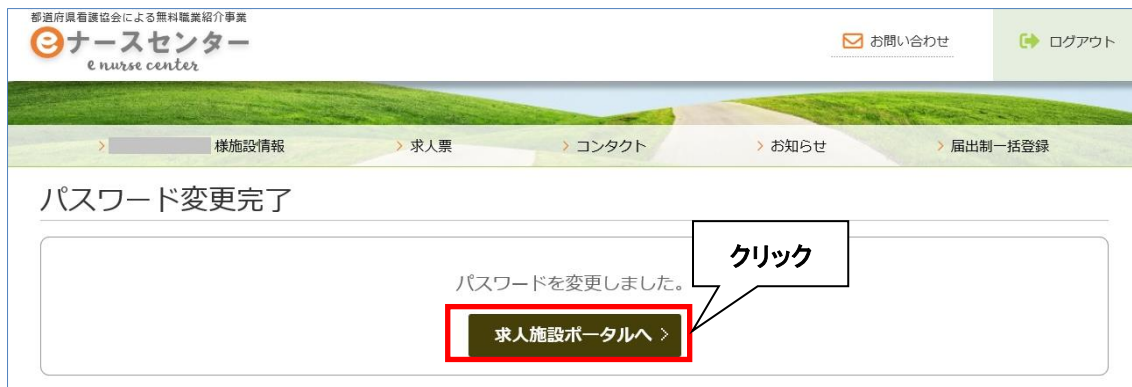 都道府県看護協会による無料職業紹介事業
eナースセンター
e nurse center
お問い合わせ
ログアウト
様施設情報
求人票
コンタクト
お知らせ
届出制一括登録
パスワード変更完了
クリック
パスワードを変更しました。
求人施設ポータルへ